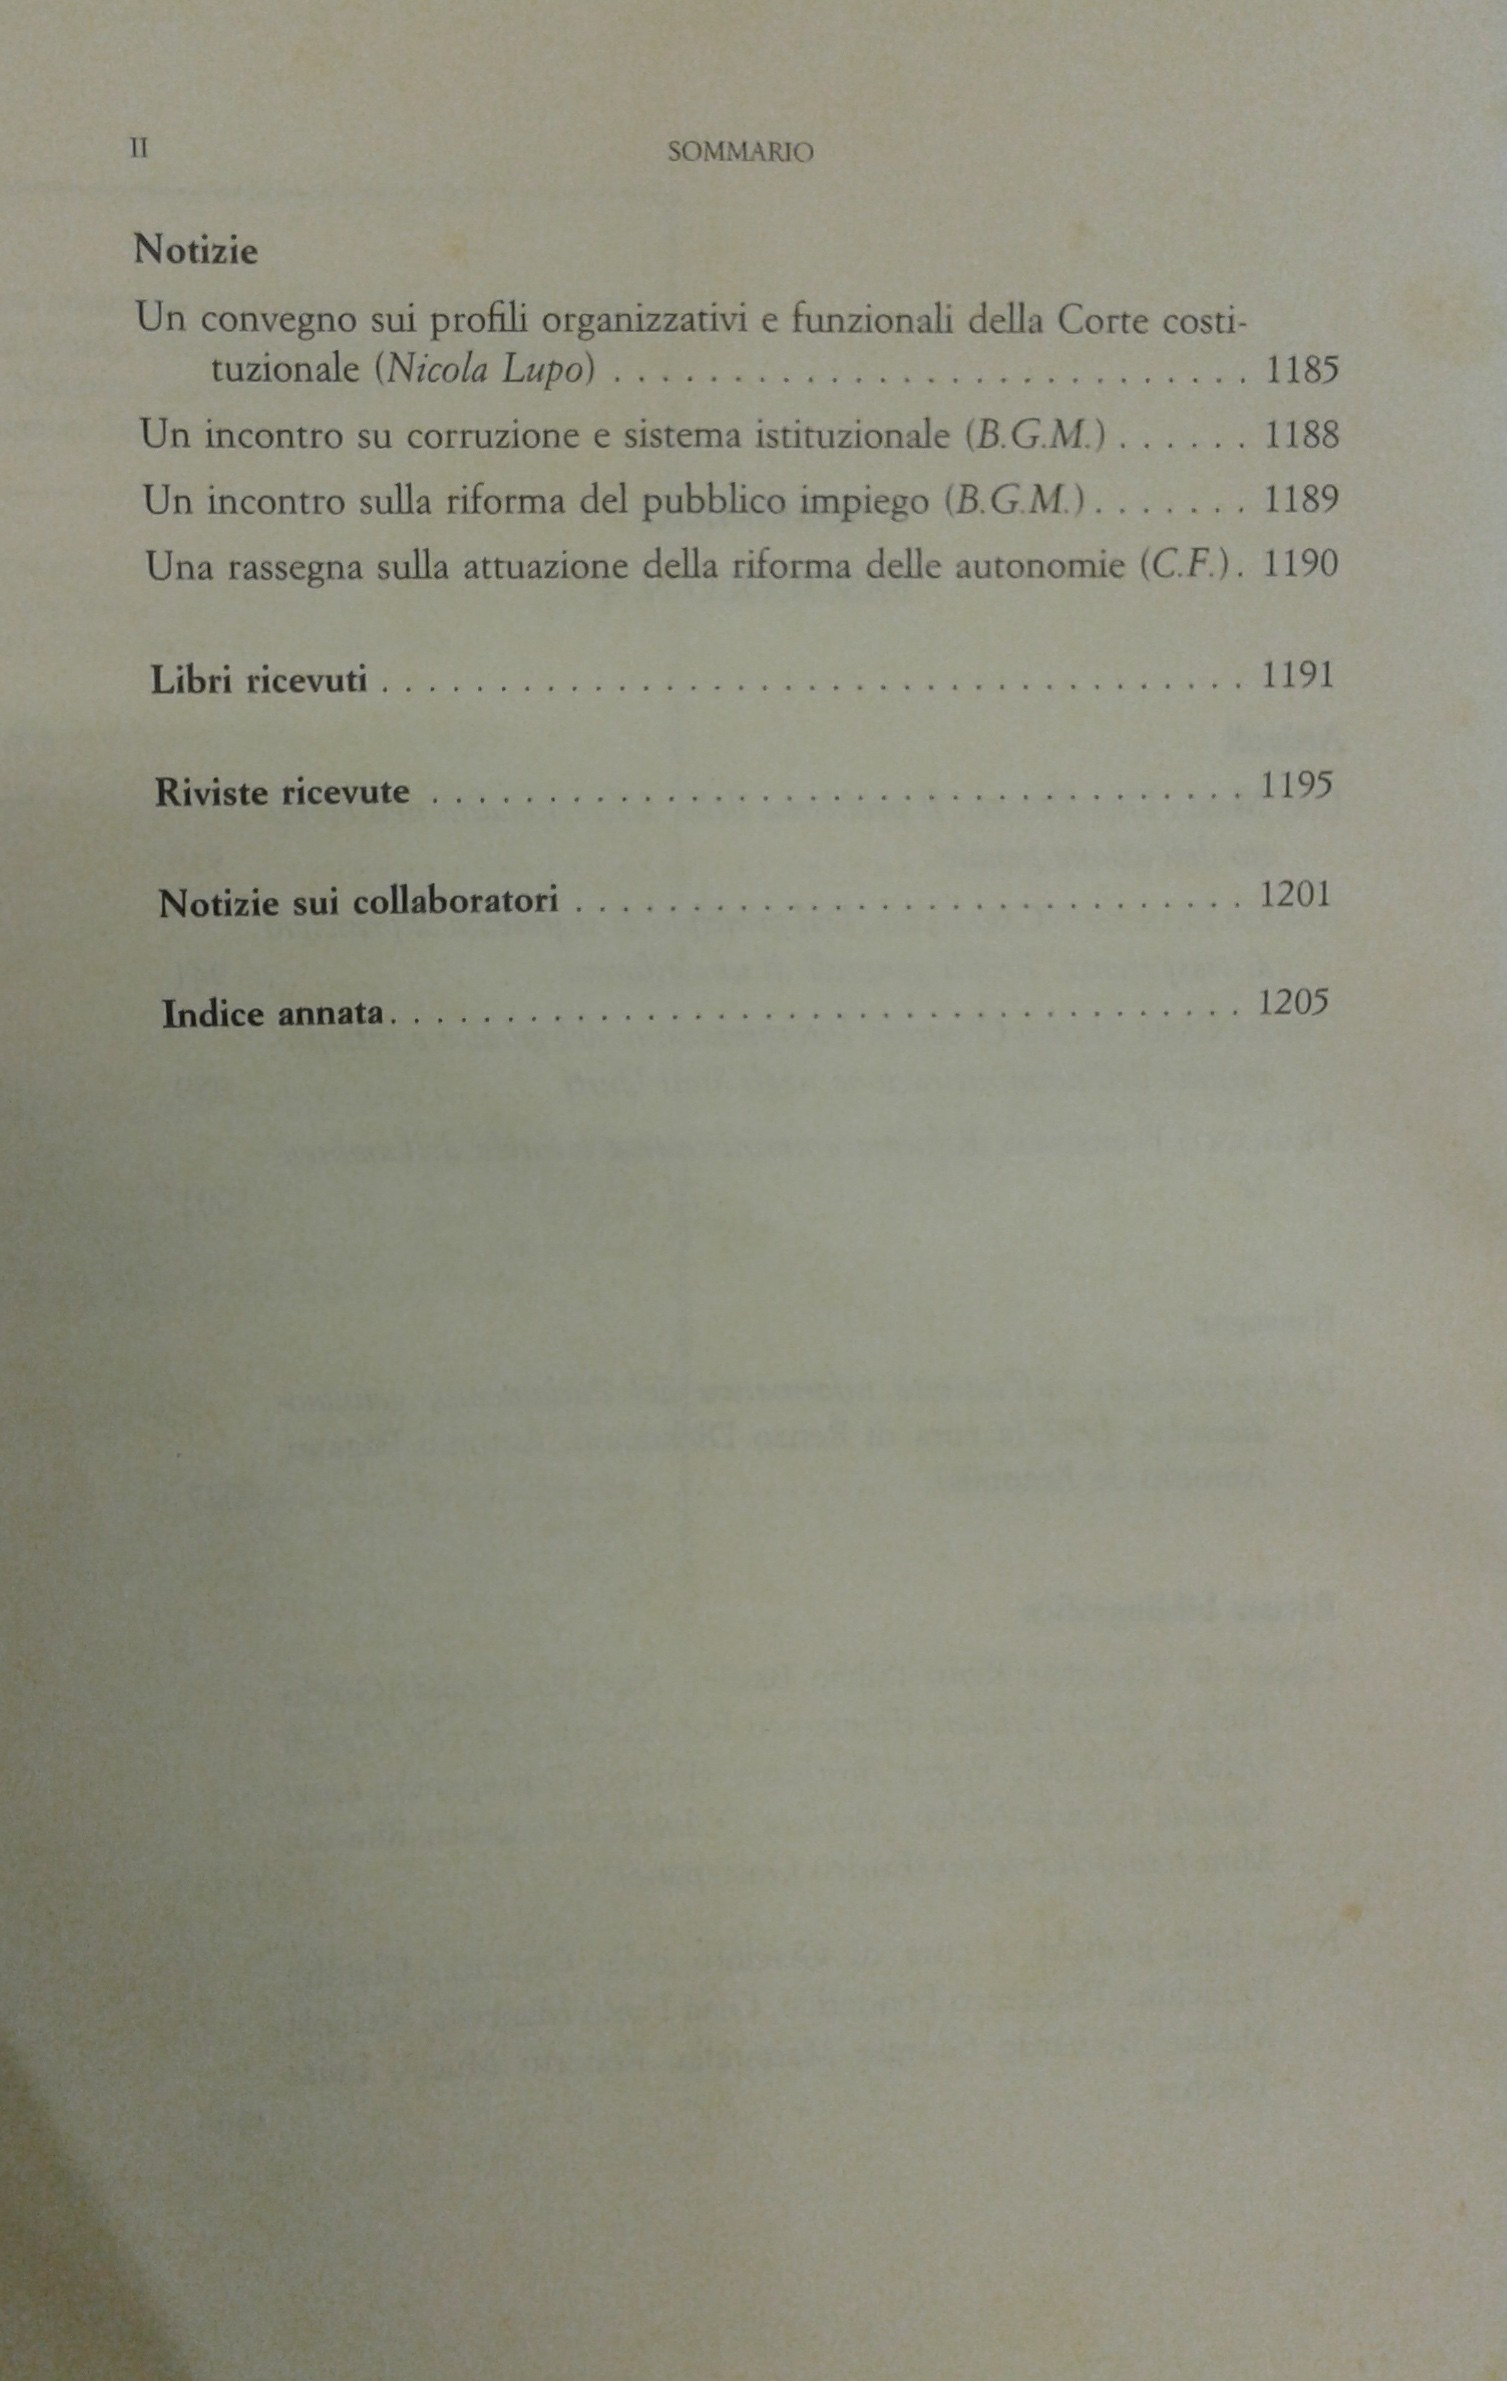 II
SOMMARIO
Notizie
Un convegno sui profili organizzativi e funzionali della Corte costi-
tuzionale (Nicola Lupo) . . . . . . . . . . . . . . . . . . . . . . . . . . . 1185
Un incontro su corruzione e sistema istituzionale (B.G.M.) . . . . . . 1188
Un incontro sulla riforma del pubblico impiego (B.G.M.) . . . . . . . 1189
Una rassegna sulla attuazione della riforma delle autonomie (C.F.) . 1190
Libri ricevuti . . . . . . . . . . . . . . . . . . . . . . . . . . . . . . . . . . . . . 1191
Riviste ricevute . . . . . . . . . . . . . . . . . . . . . . . . . . . . . . . . . . . 1195
Notizie sui collaboratori . . . . . . . . . . . . . . . . . . . . . . . . . . . . . 1201
Indice annata . . . . . . . . . . . . . . . . . . . . . . . . . . . . . . . . . . . . . 1205